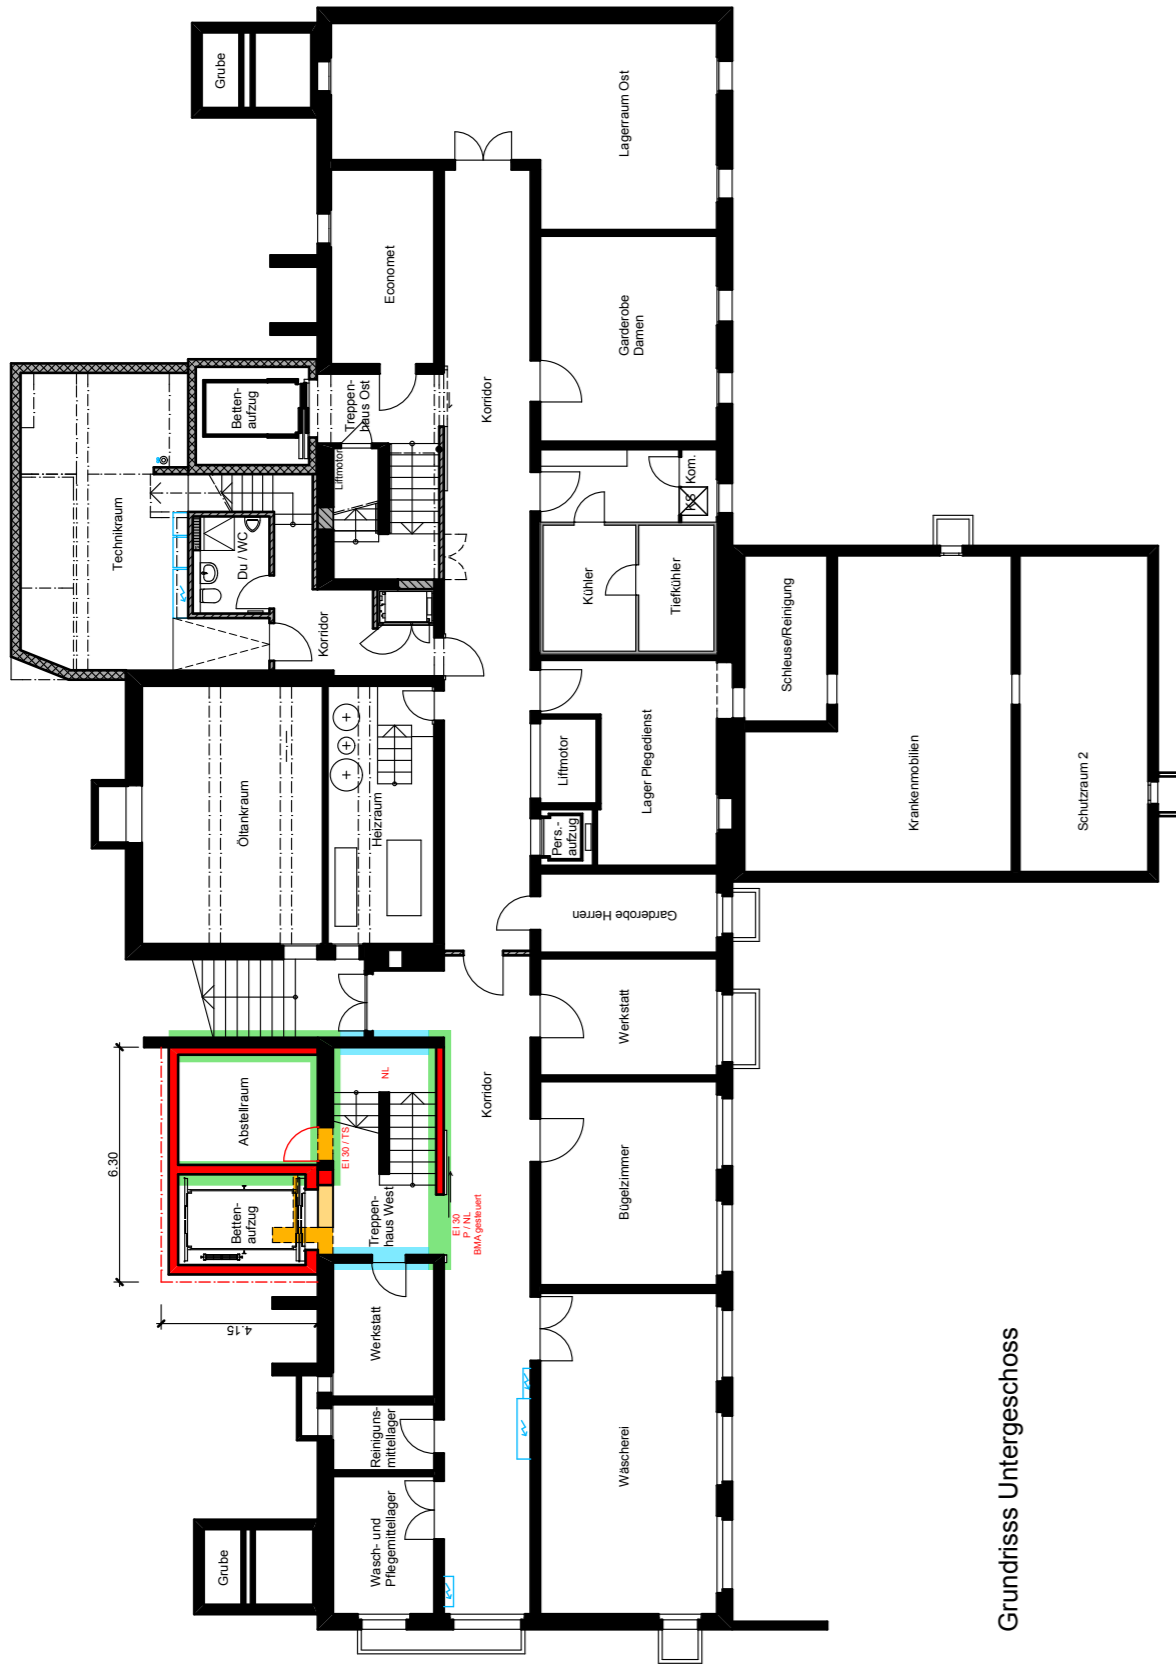 Grube
Grube
Technikraum
Betten-
aufzug
Du / WC
Liftmotor
Treppen-
haus Ost
Economet
Korridor
Korridor
Lagerraum Ost
Garderobe
Damen
KS
Kom.
Kühler
Tiefkühler
Öltankraum
Heizraum
Liftmotor
Pers.-
aufzug
Lager Plegedienst
Schleuse/Reinigung
Krankenmobilien
Schutzraum 2
Garderobe Herren
Werkstatt
Bügelzimmer
Wäscherei
Korridor
6.30
4.15
Abstellraum
Betten-
aufzug
EI 30 / TS
NL
Treppen-
haus West
EI 30
P / NL
BMA gesteuert
Werkstatt
Reiniguns-
mittellager
Wasch- und
Pflegemittellager
Grundrisss Untergeschoss